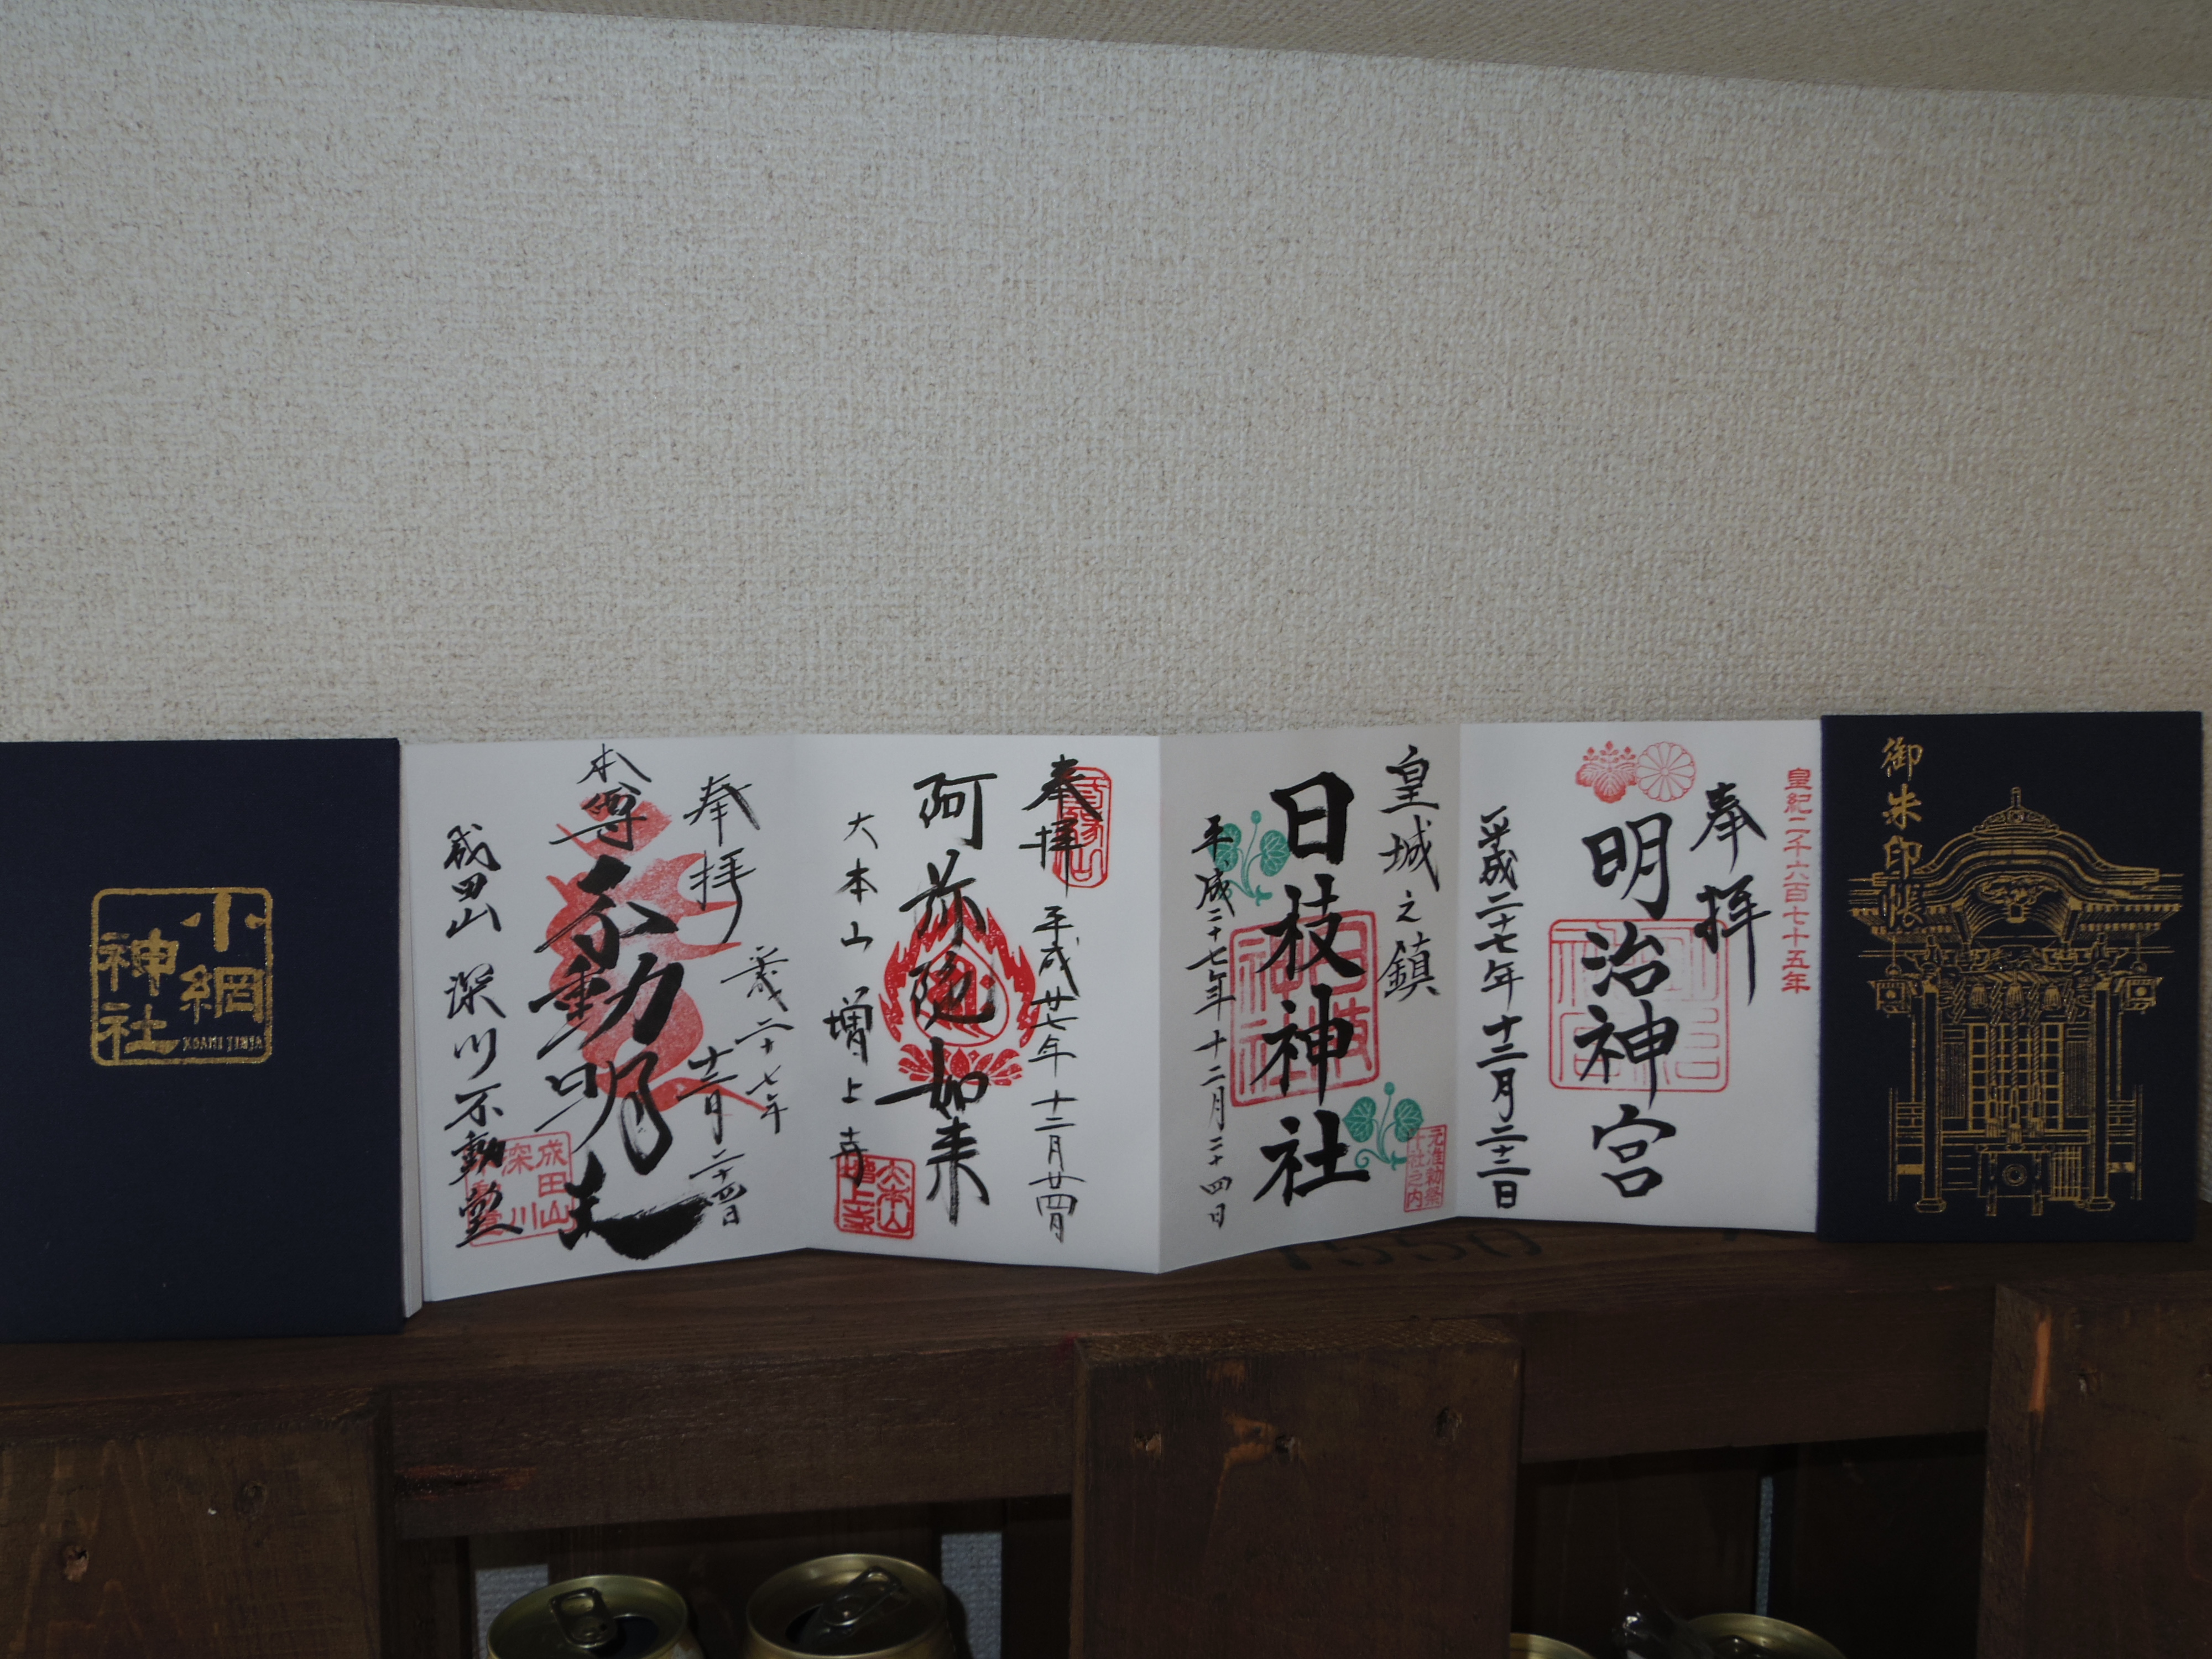 御朱印帳
皇紀二千六百七十五年
奉拝
明治神宮
平成二十七年十二月二十三日
皇城之鎮
日枝神社
日枝神社
平成二十七年十二月二十四日
元准勅祭
十社之内
奉拝
平成廿七年十二月廿四日
阿弥陀如来
大本山増上寺
大本山
増上寺
奉拝
平成二十七年
十二月二十四日
本尊
不動明王
成田山深川不動堂
成田山
深川
小網
神社
KOAMI JINJA
1550